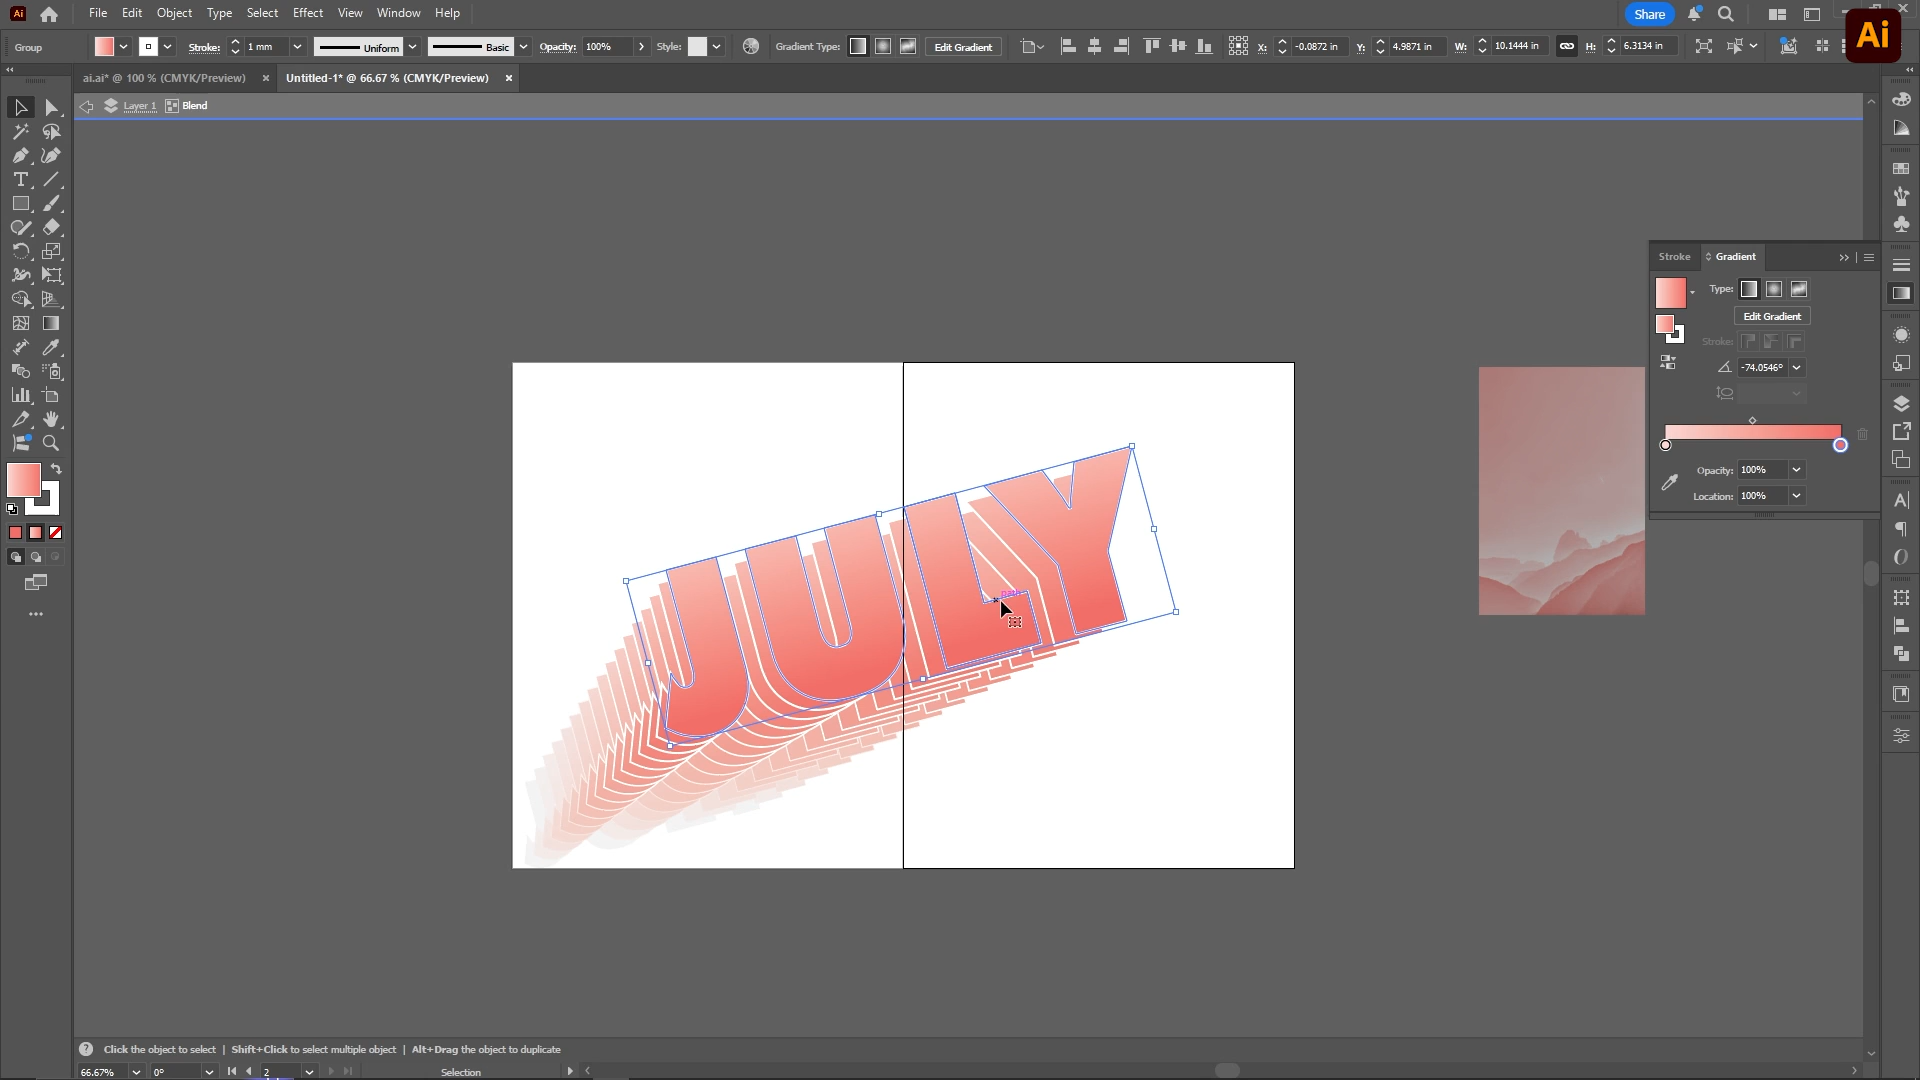 Ai
File Edit Object Type Select Effect View Window Help
Share
Ai
Group
Stroke: 1 mm Uniform Basic Opacity: 100% Style: Gradient Type: Edit Gradient X: -0.0872 in Y: 4.9871 in W: 10.1444 in H: 6.3134 in
ai.ai* @ 100 % (CMYK/Preview) × Untitled-1* @ 66.67 % (CMYK/Preview) ×
Layer 1 Blend
Stroke Gradient
Type:
Edit Gradient
Stroke:
-74.0546°
Opacity: 100%
Location: 100%
JULY
path
Click the object to select | Shift+Click to select multiple object | Alt+Drag the object to duplicate
66.67% 0° 2 Selection